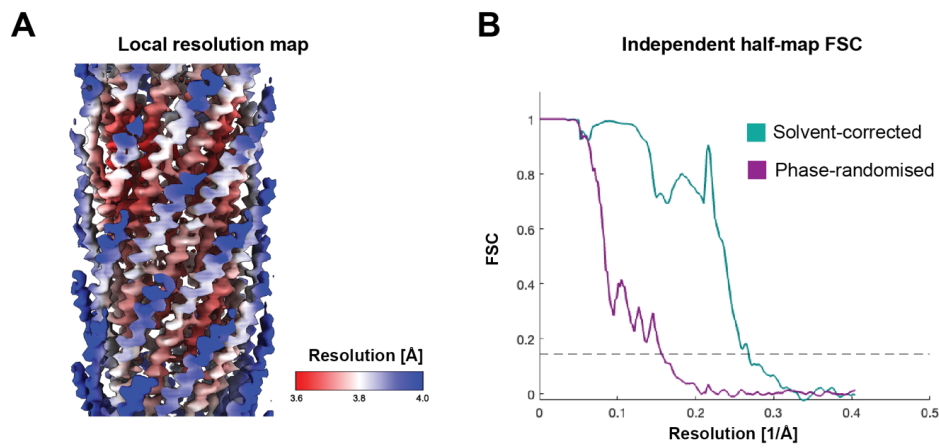 A
Local resolution map
Resolution [Å]
3.6
3.8
4.0
B
Independent half-map FSC
1
0.8
0.6
0.4
0.2
0
FSC
Solvent-corrected
Phase-randomised
0
0.1
0.2
0.3
0.4
0.5
Resolution [1/Å]